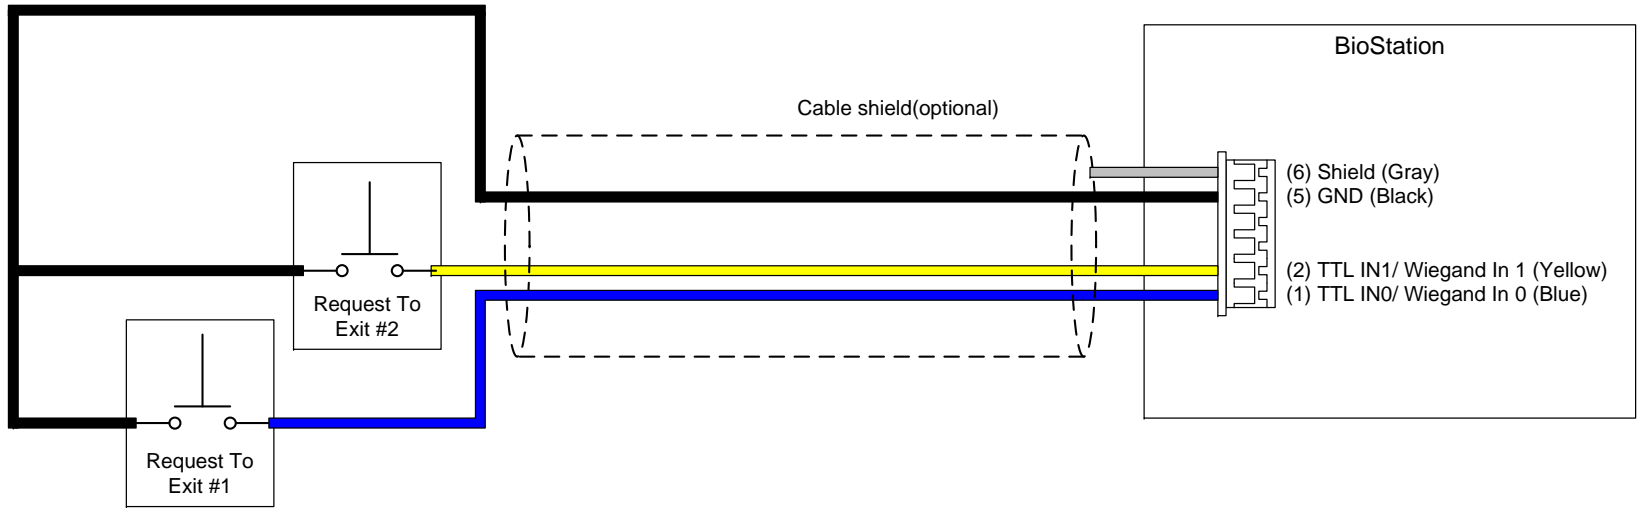 BioStation
Cable shield(optional)
(6) Shield (Gray)
(5) GND (Black)
(2) TTL IN1/ Wiegand In 1 (Yellow)
(1) TTL IN0/ Wiegand In 0 (Blue)
Request To
Exit #2
Request To
Exit #1